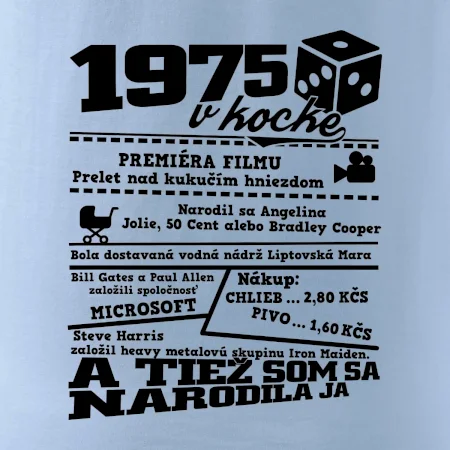 1975
v kocke
PREMIÉRA FILMU
Prelet nad kukučím hniezdom
Narodil sa Angelina
Jolie, 50 Cent alebo Bradley Cooper
Bola dostavaná vodná nádrž Liptovská Mara
Bill Gates a Paul Allen
založili spoločnosť
MICROSOFT
Nákup:
CHLIEB ... 2,80 KČS
PIVO ... 1,60 KČS
Steve Harris
založil heavy metalovú skupinu Iron Maiden.
A TIEŽ SOM SA
NARODILA JA